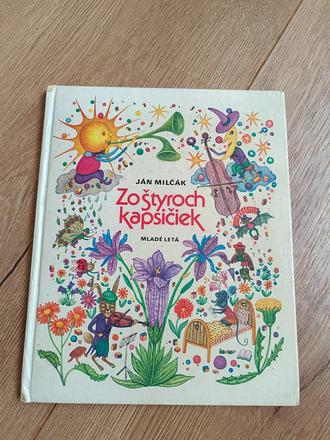 JÁN MILČÁK
Zo štyroch
kapsičiek
MLADÉ LETÁ